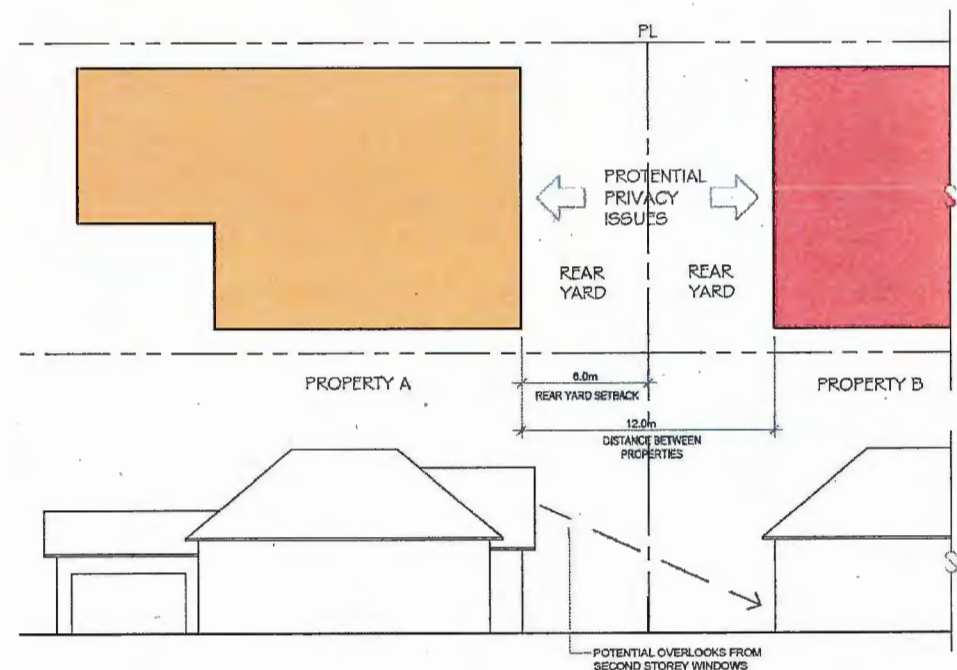 PL
PROTENTIAL
PRIVACY
ISSUES
REAR
YARD
REAR
YARD
PROPERTY A
6.0m
REAR YARD SETBACK
PROPERTY B
12.0m
DISTANCE BETWEEN
PROPERTIES
S
S
POTENTIAL OVERLOOKS FROM
SECOND STOREY WINDOWS